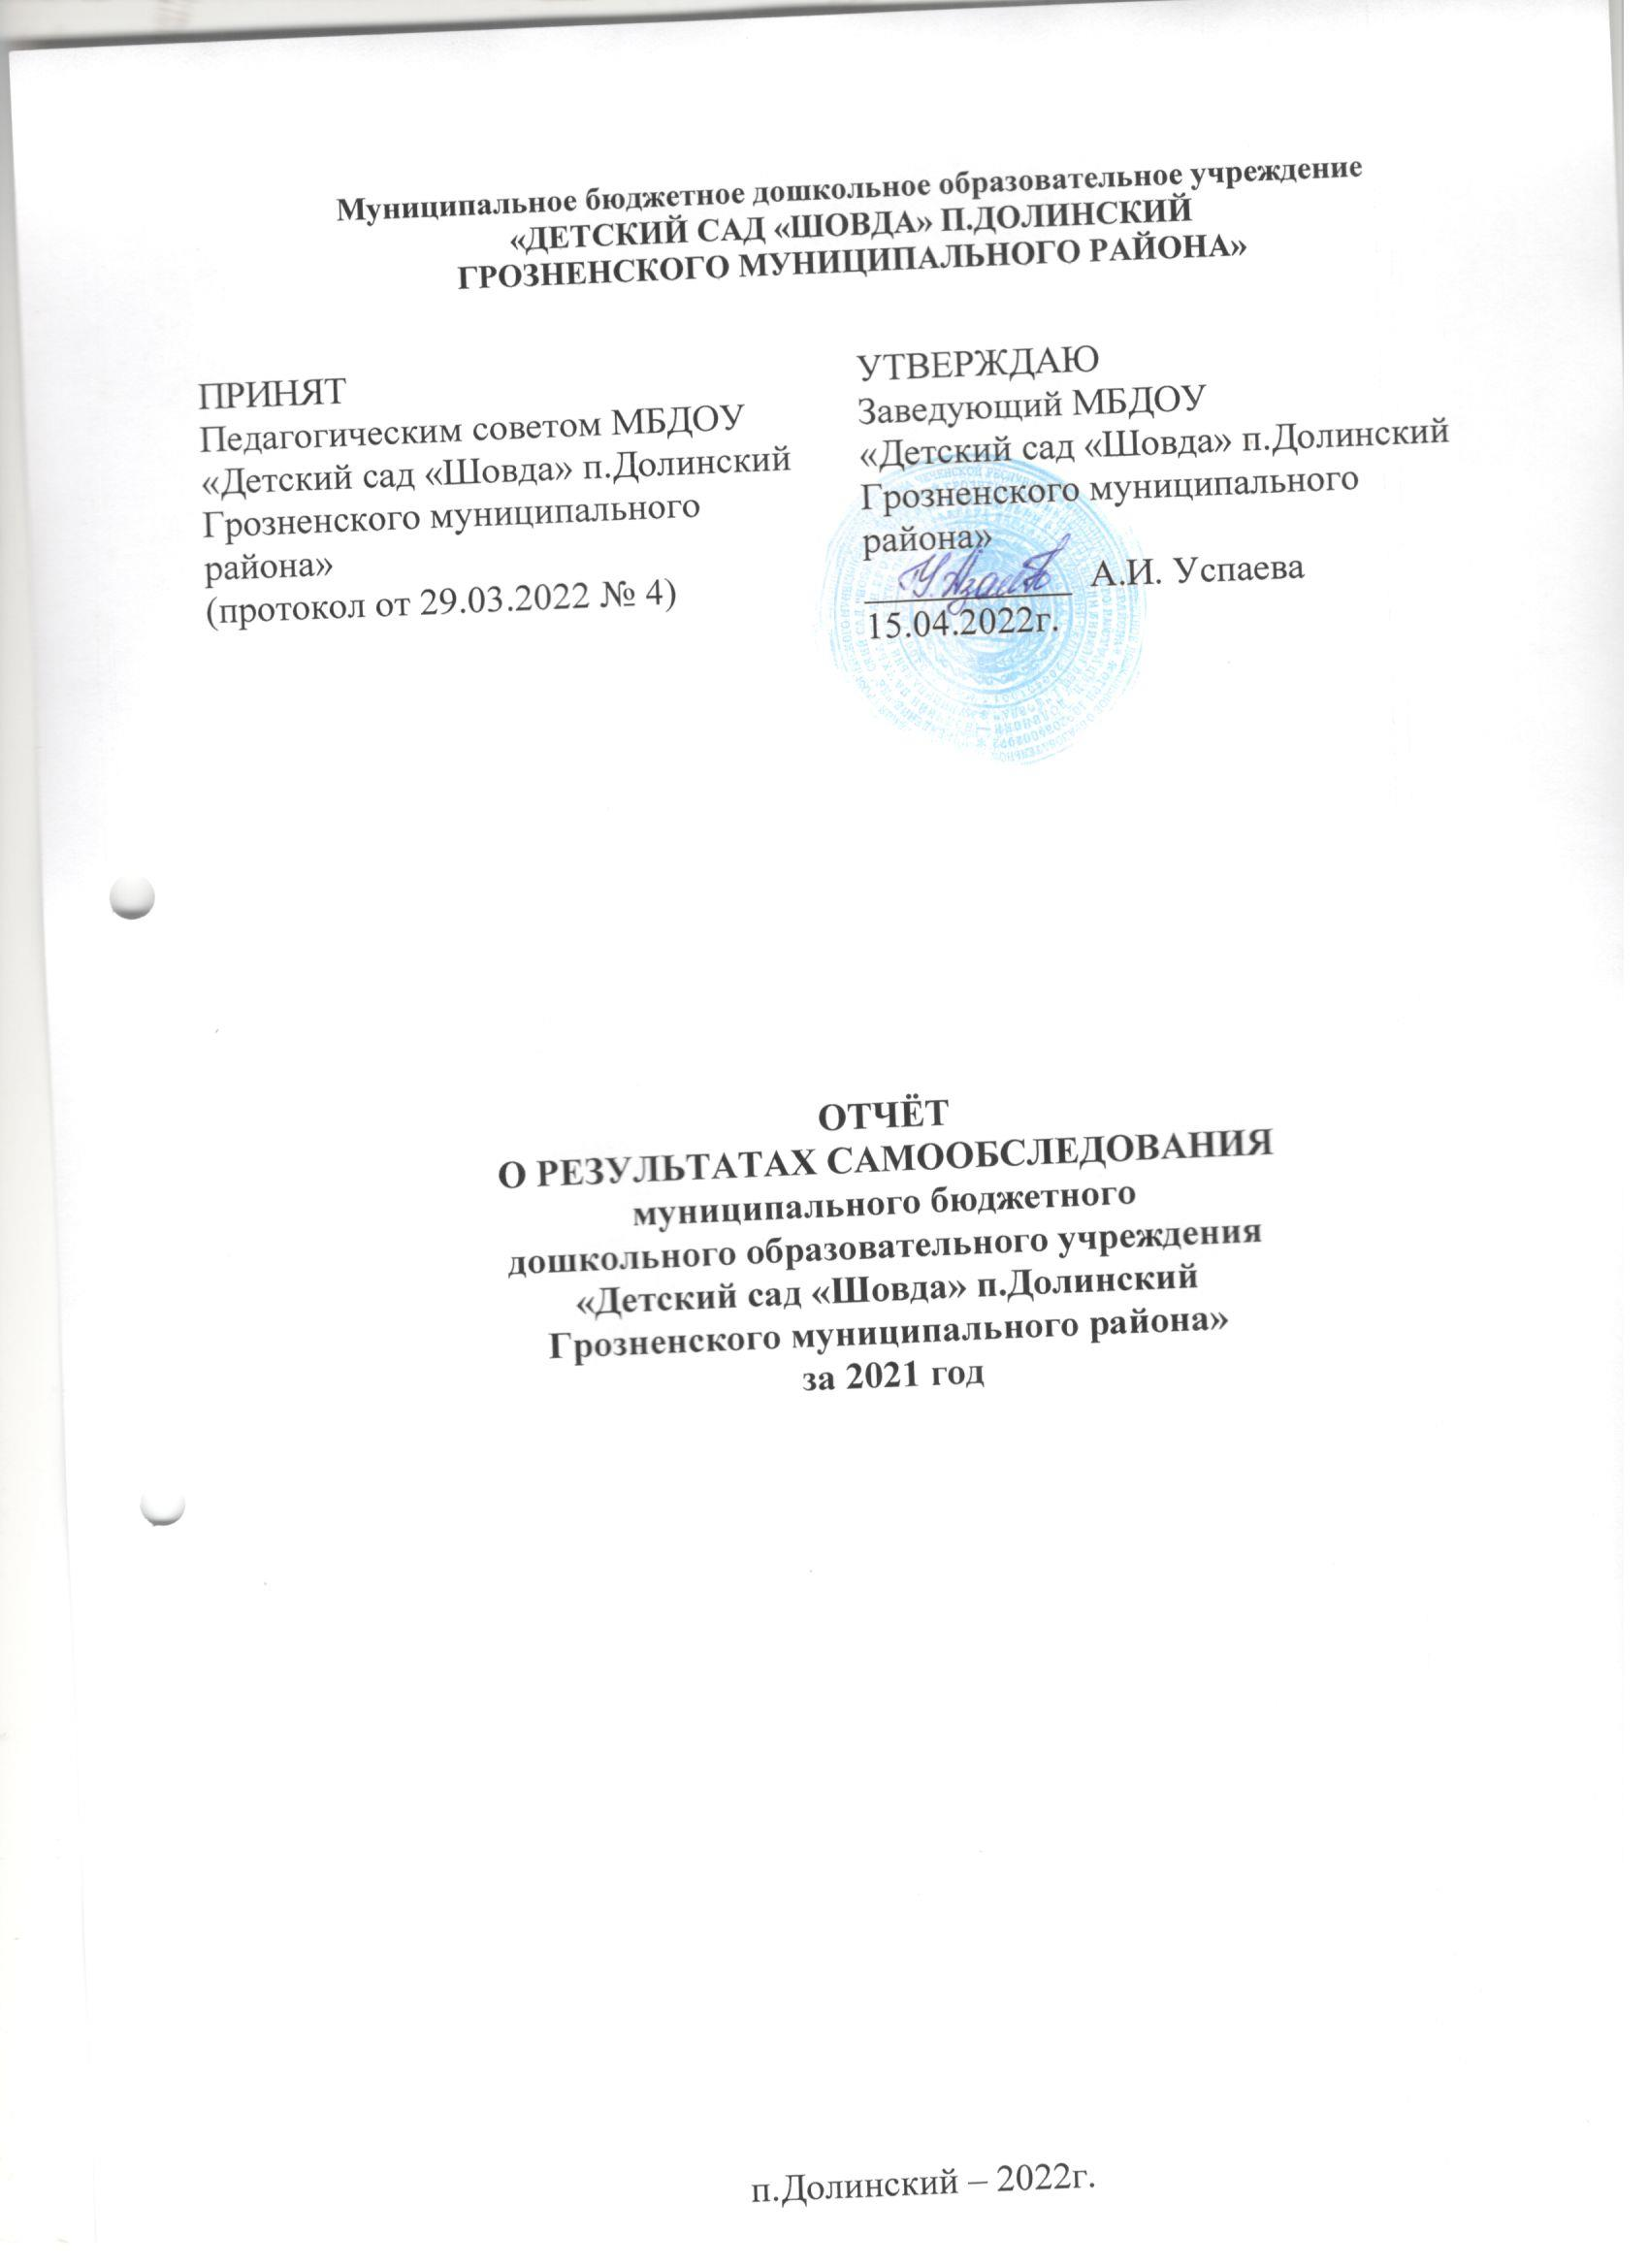 Муниципальное бюджетное дошкольное образовательное учреждение
«ДЕТСКИЙ САД «ШОВДА» П.ДОЛИНСКИЙ
ГРОЗНЕНСКОГО МУНИЦИПАЛЬНОГО РАЙОНА»
ПРИНЯТ
Педагогическим советом МБДОУ
«Детский сад «Шовда» п.Долинский
Грозненского муниципального
района»
(протокол от 29.03.2022 № 4)
УТВЕРЖДАЮ
Заведующий МБДОУ
«Детский сад «Шовда» п.Долинский
Грозненского муниципального
района»
А.И. Успаева
15.04.2022г.
ОТЧЁТ
О РЕЗУЛЬТАТАХ САМООБСЛЕДОВАНИЯ
муниципального бюджетного
дошкольного образовательного учреждения
«Детский сад «Шовда» п.Долинский
Грозненского муниципального района»
за 2021 год
п.Долинский – 2022г.